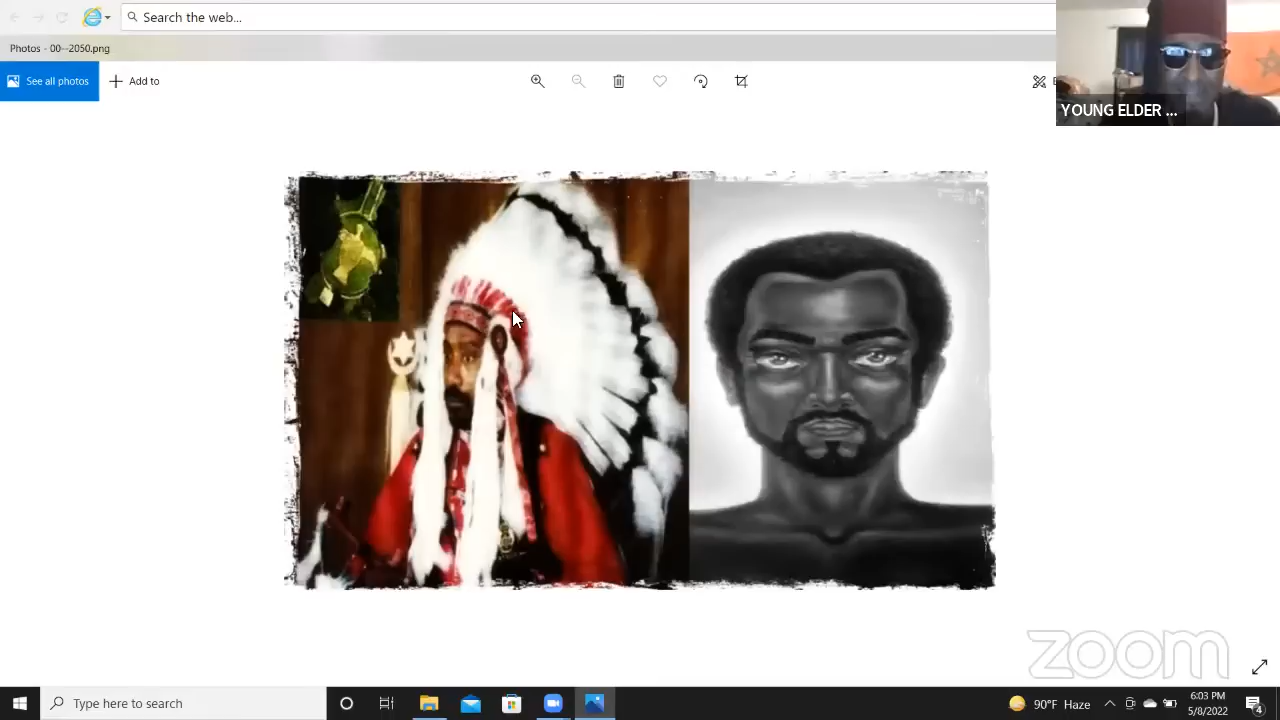 Search the web...
Photos - 00--2050.png
See all photos
Add to
YOUNG ELDER ...
zoom
Type here to search
90°F Haze
6:03 PM
5/8/2022
4